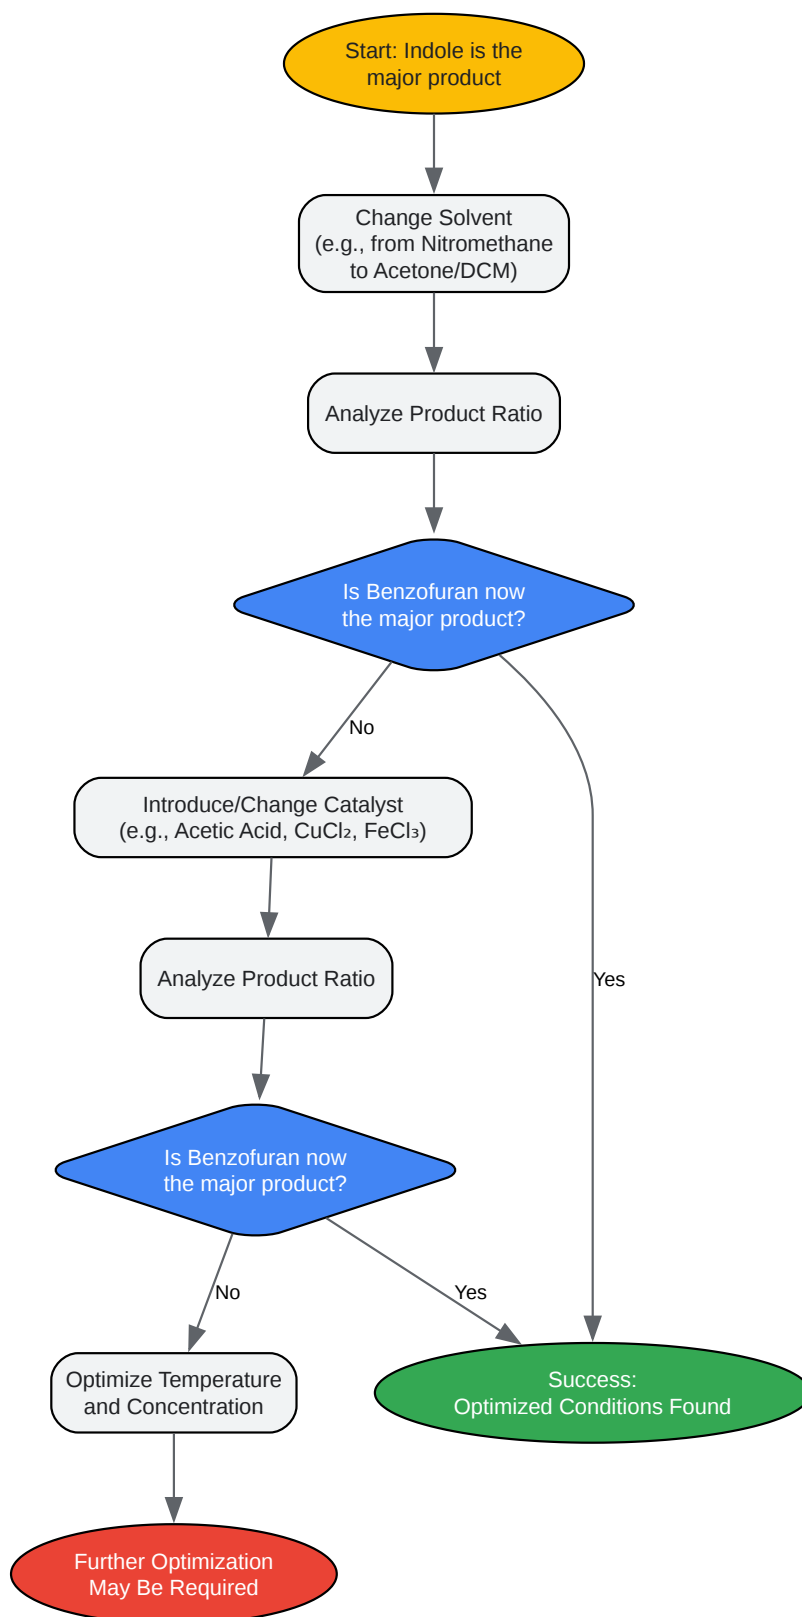 Start: Indole is the
major product
Change Solvent
(e.g., from Nitromethane
to Acetone/DCM)
Analyze Product Ratio
Is Benzofuran now
the major product?
No
Introduce/Change Catalyst
(e.g., Acetic Acid, CuCl₂, FeCl₃)
Analyze Product Ratio
Yes
Is Benzofuran now
the major product?
No
Yes
Optimize Temperature
and Concentration
Success:
Optimized Conditions Found
Further Optimization
May Be Required